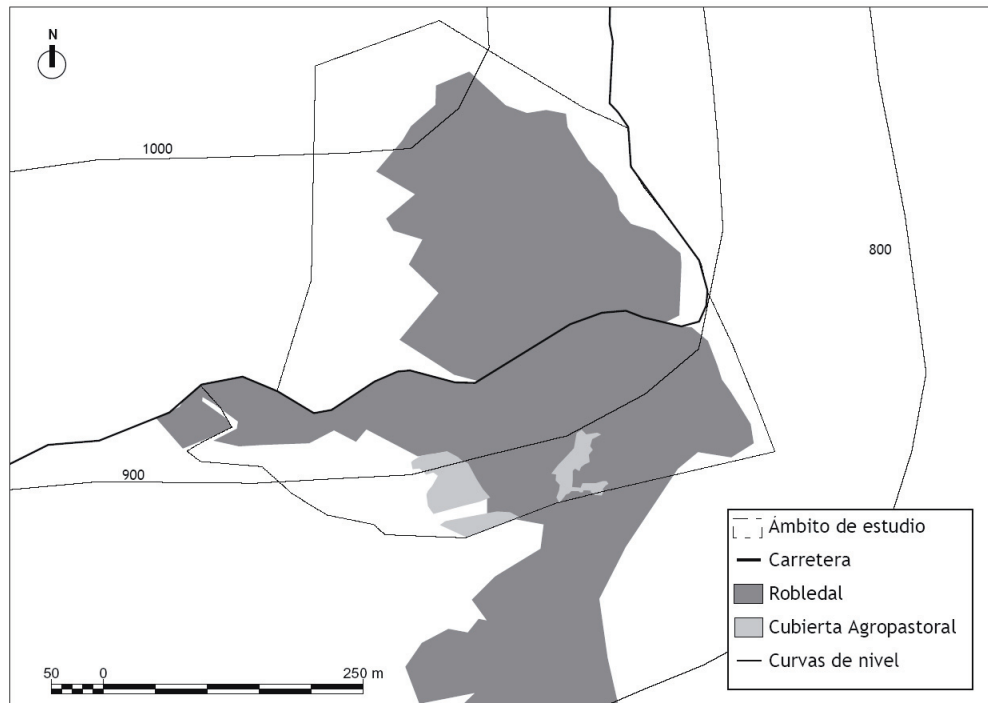 N
1000
800
900
Ámbito de estudio
Carretera
Robledal
Cubierta Agropastoral
Curvas de nivel
50 0 250 m